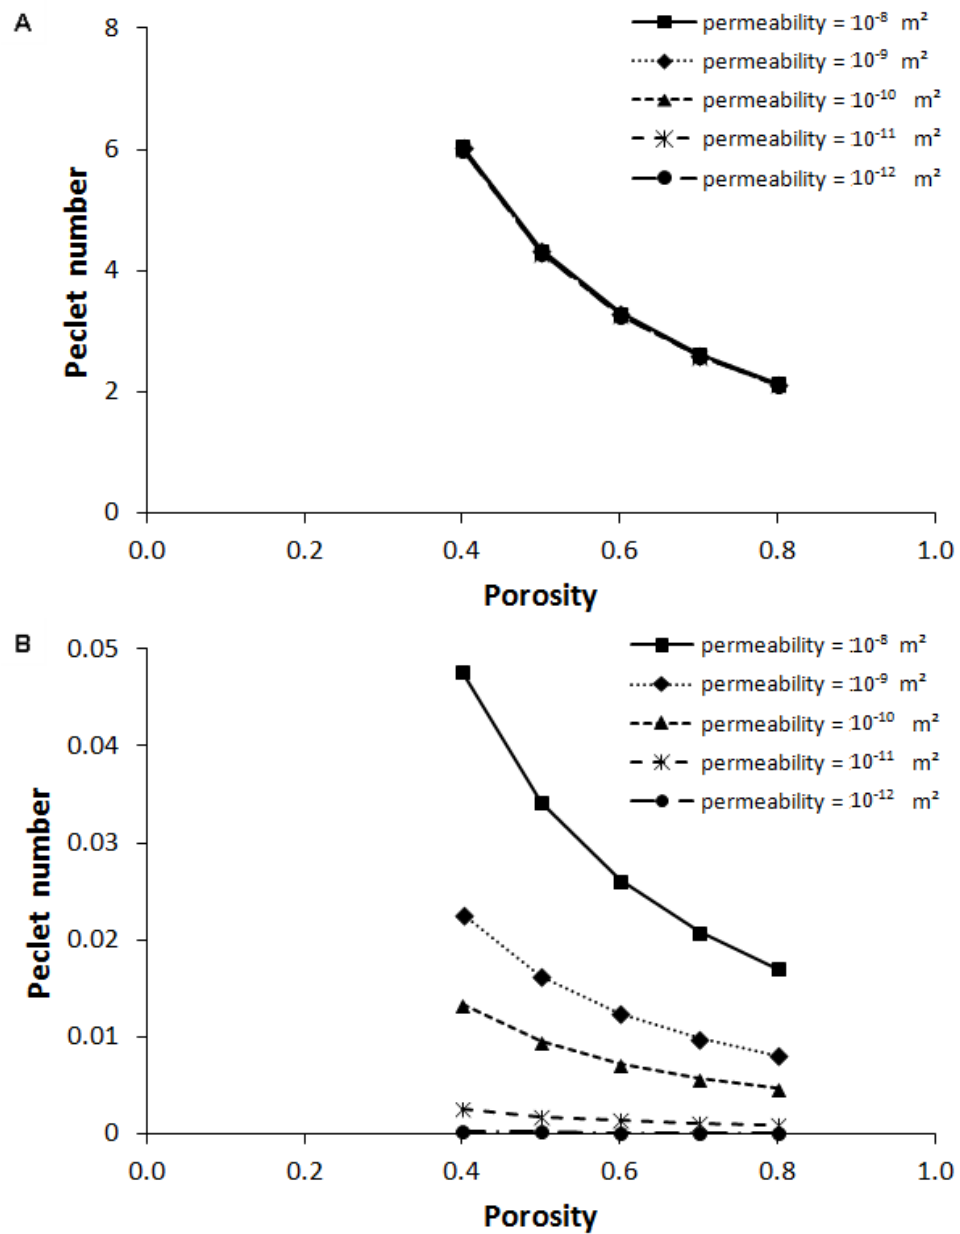 A
8
permeability = 10⁻⁸ m²
permeability = 10⁻⁹ m²
permeability = 10⁻¹⁰ m²
permeability = 10⁻¹¹ m²
permeability = 10⁻¹² m²
6
4
2
0
Peclet number
0.0 0.2 0.4 0.6 0.8 1.0
Porosity
B
0.05
permeability = 10⁻⁸ m²
permeability = 10⁻⁹ m²
permeability = 10⁻¹⁰ m²
permeability = 10⁻¹¹ m²
permeability = 10⁻¹² m²
0.04
0.03
0.02
0.01
0
Peclet number
0.0 0.2 0.4 0.6 0.8 1.0
Porosity